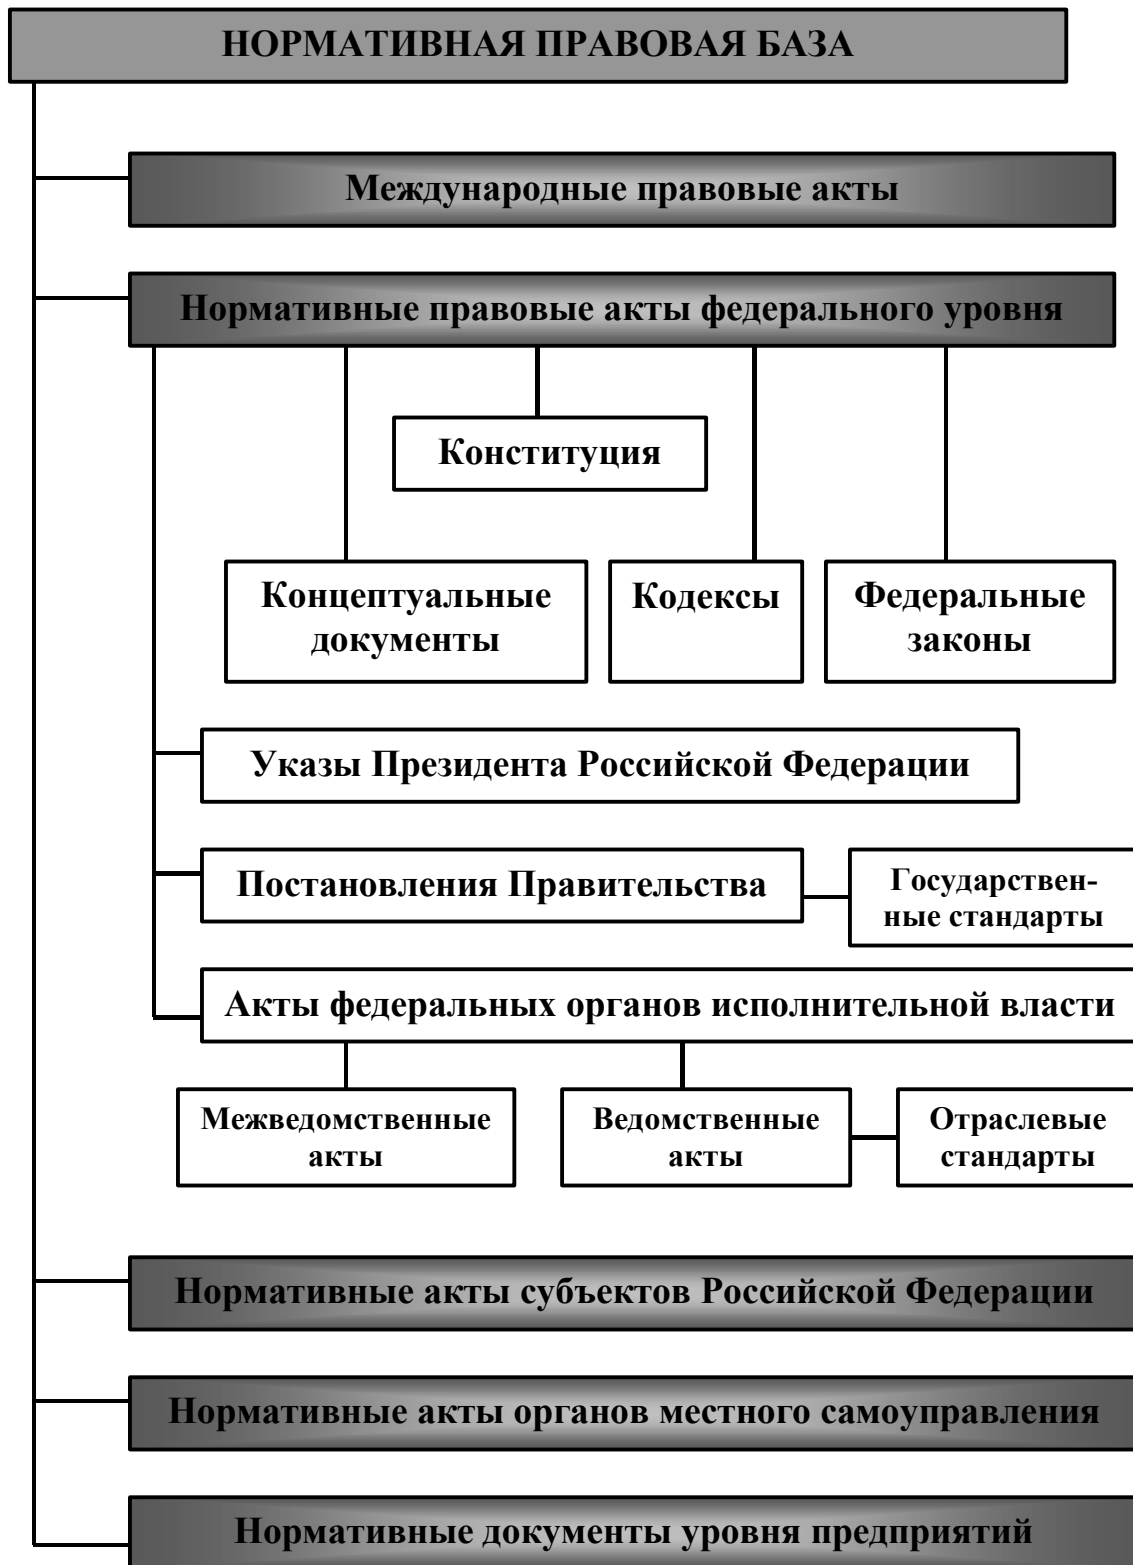 НОРМАТИВНАЯ ПРАВОВАЯ БАЗА
Международные правовые акты
Нормативные правовые акты федерального уровня
Конституция
Концептуальные
документы
Кодексы
Федеральные
законы
Указы Президента Российской Федерации
Постановления Правительства
Государствен-
ные стандарты
Акты федеральных органов исполнительной власти
Межведомственные
акты
Ведомственные
акты
Отраслевые
стандарты
Нормативные акты субъектов Российской Федерации
Нормативные акты органов местного самоуправления
Нормативные документы уровня предприятий